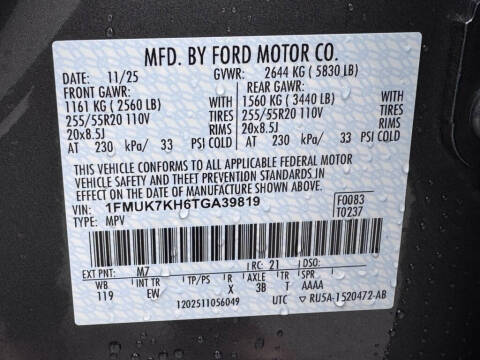 MFD. BY FORD MOTOR CO.
DATE: 11/25 GVWR: 2644 KG ( 5830 LB)
FRONT GAWR: REAR GAWR:
1161 KG ( 2560 LB) WITH 1560 KG ( 3440 LB) WITH
255/55R20 110V TIRES 255/55R20 110V TIRES
20x8.5J RIMS 20x8.5J RIMS
AT 230 kPa/ 33 PSI COLD AT 230 kPa/ 33 PSI COLD
THIS VEHICLE CONFORMS TO ALL APPLICABLE FEDERAL MOTOR
VEHICLE SAFETY AND THEFT PREVENTION STANDARDS IN
EFFECT ON THE DATE OF MANUFACTURE SHOWN ABOVE.
VIN: 1FMUK7KH6TGA39819 F0083
TYPE: MPV T0237
EXT PNT: M7 RC: 21 DSO:
WB INT TR TP/PS R AXLE TR SPR
119 EW X 3B T AAAA
1202511056049 UTC ▽ RU5A-1520472-AB